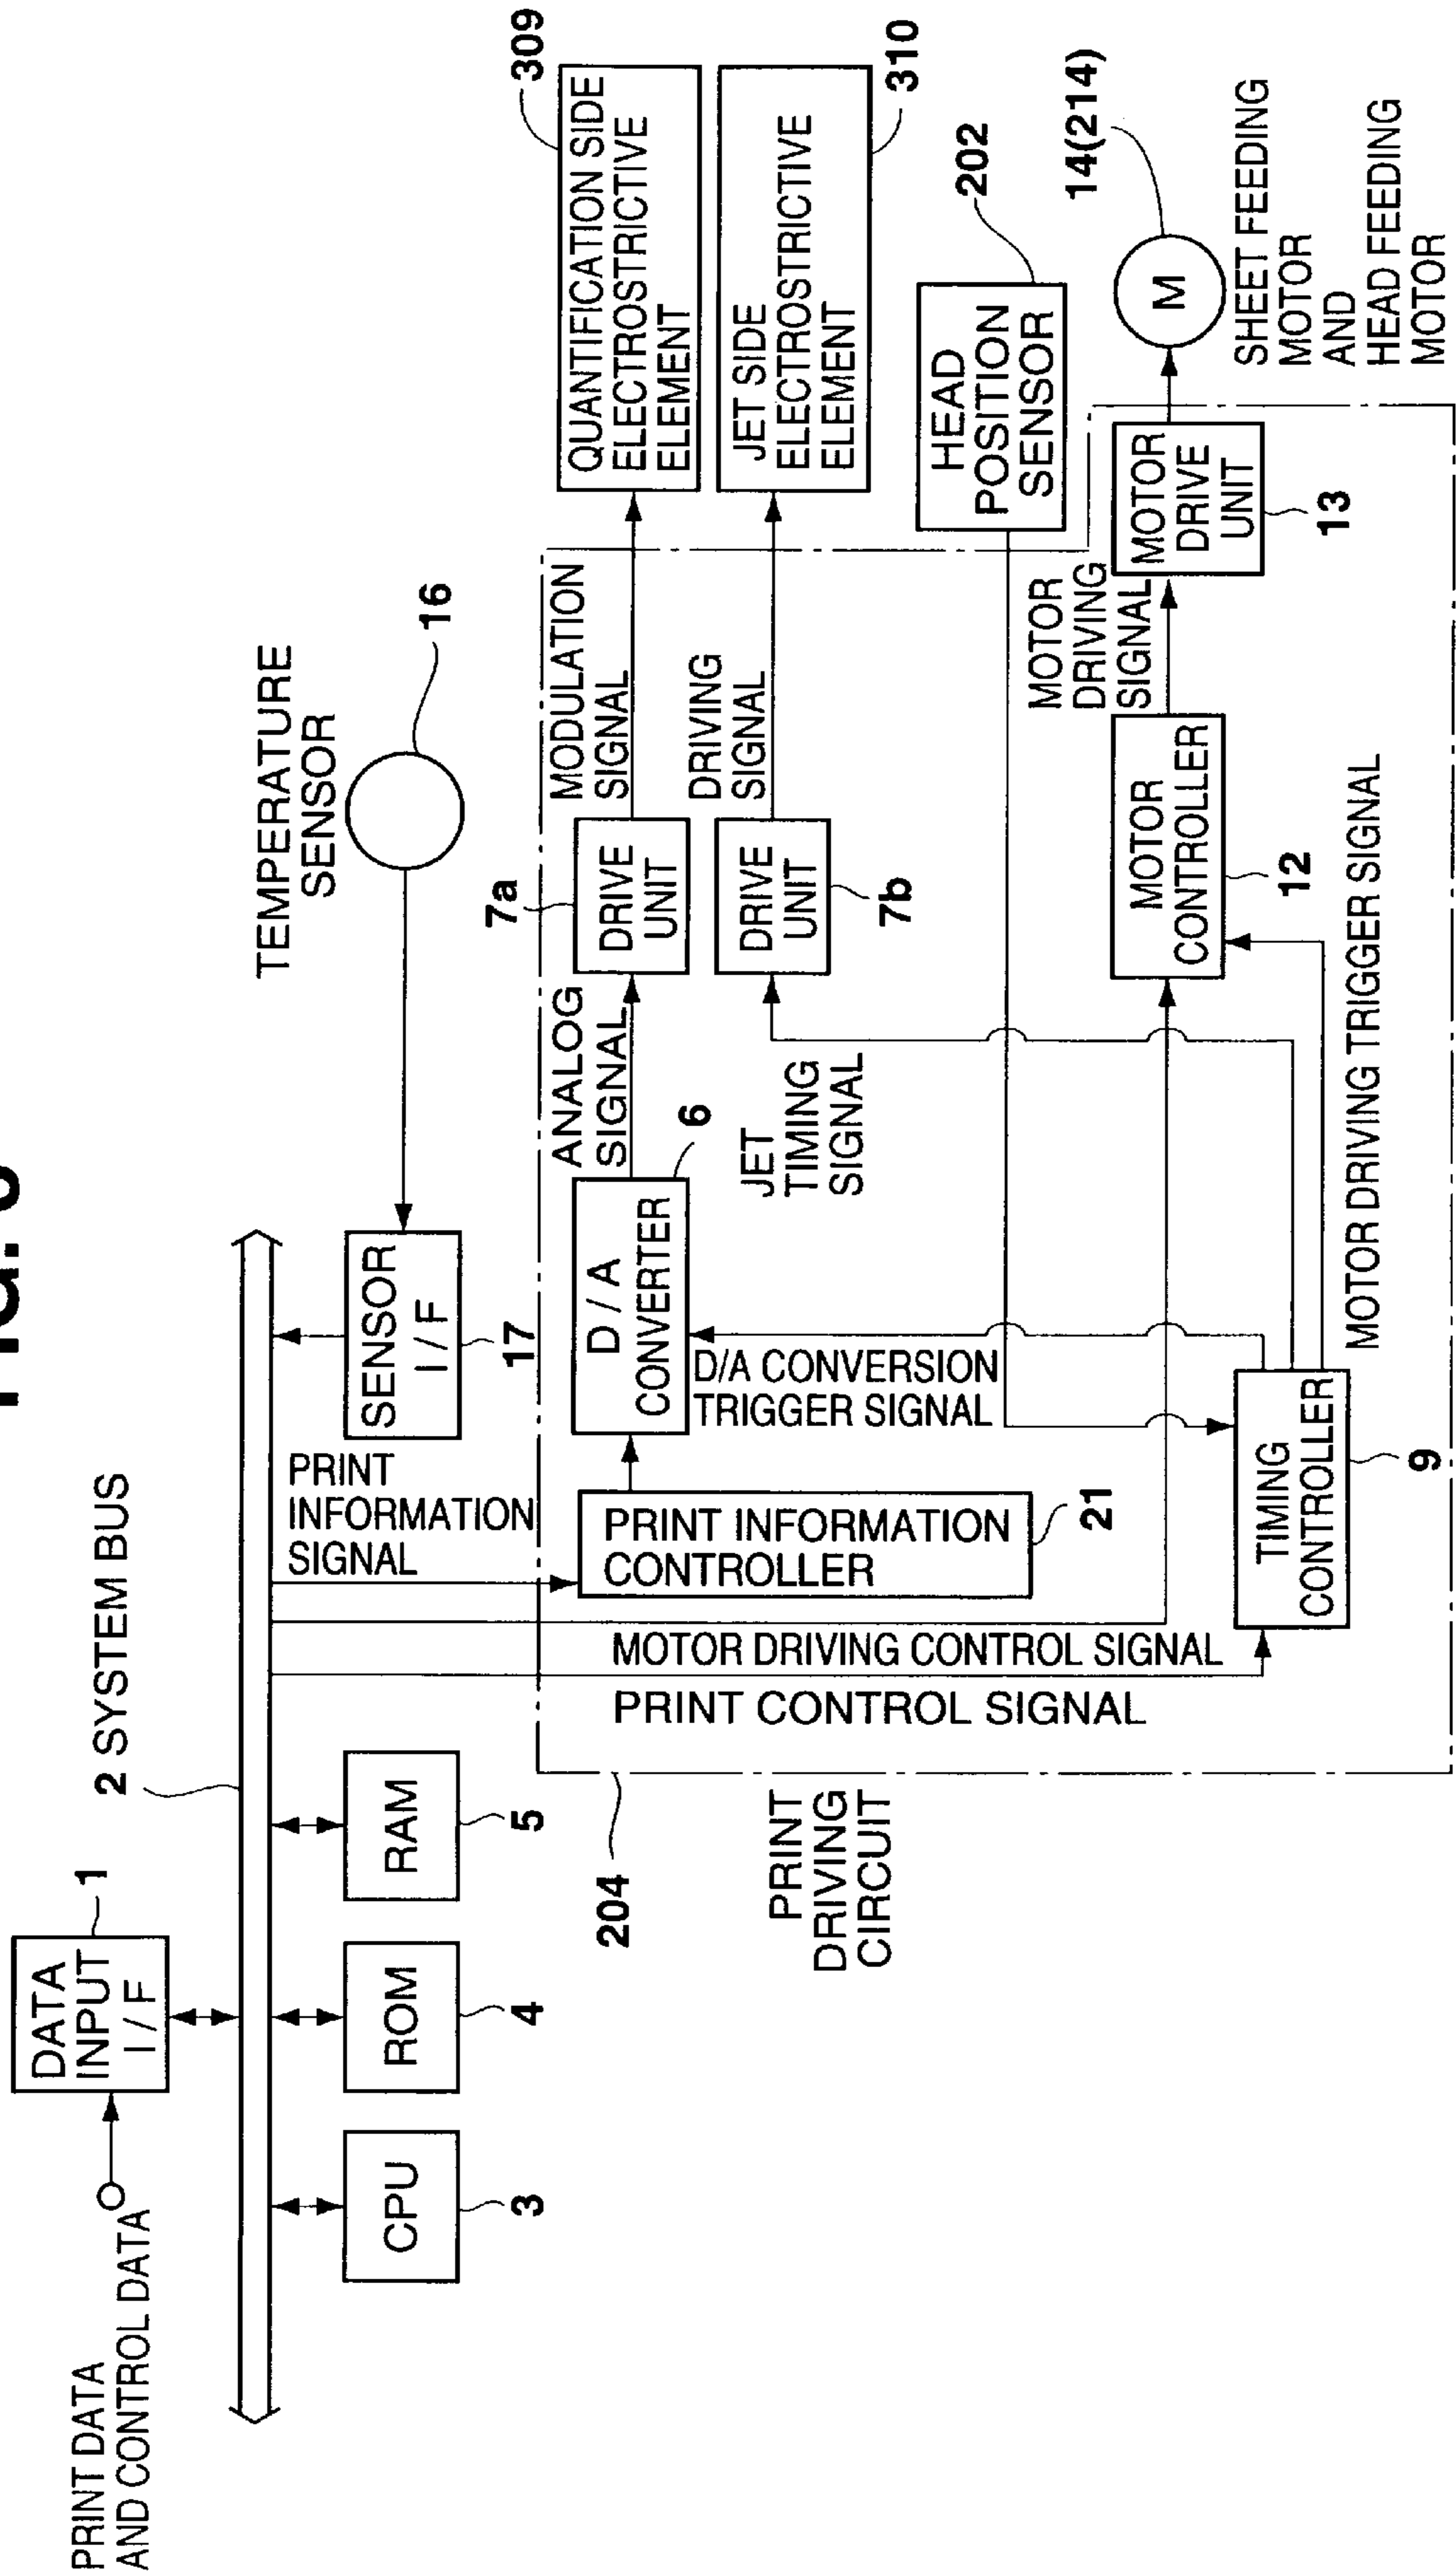 PRINT DATA
AND CONTROL DATA
DATA
INPUT
I/F
1
2 SYSTEM BUS
CPU
3
ROM
4
RAM
5
TEMPERATURE
SENSOR
16
SENSOR
I/F
17
PRINT
INFORMATION
SIGNAL
204
PRINT
DRIVING
CIRCUIT
PRINT INFORMATION
CONTROLLER
21
D/A
CONVERTER
6
ANALOG
SIGNAL
7a
DRIVE
UNIT
MODULATION
SIGNAL
QUANTIFICATION SIDE
ELECTROSTRICTIVE
ELEMENT
309
JET
TIMING
SIGNAL
DRIVE
UNIT
7b
DRIVING
SIGNAL
JET SIDE
ELECTROSTRICTIVE
ELEMENT
310
D/A CONVERSION
TRIGGER SIGNAL
HEAD
POSITION
SENSOR
202
MOTOR DRIVING CONTROL SIGNAL
PRINT CONTROL SIGNAL
TIMING
CONTROLLER
9
MOTOR
CONTROLLER
12
MOTOR
DRIVING
SIGNAL
MOTOR
DRIVE
UNIT
13
M
14(214)
SHEET FEEDING
MOTOR
AND
HEAD FEEDING
MOTOR
MOTOR DRIVING TRIGGER SIGNAL